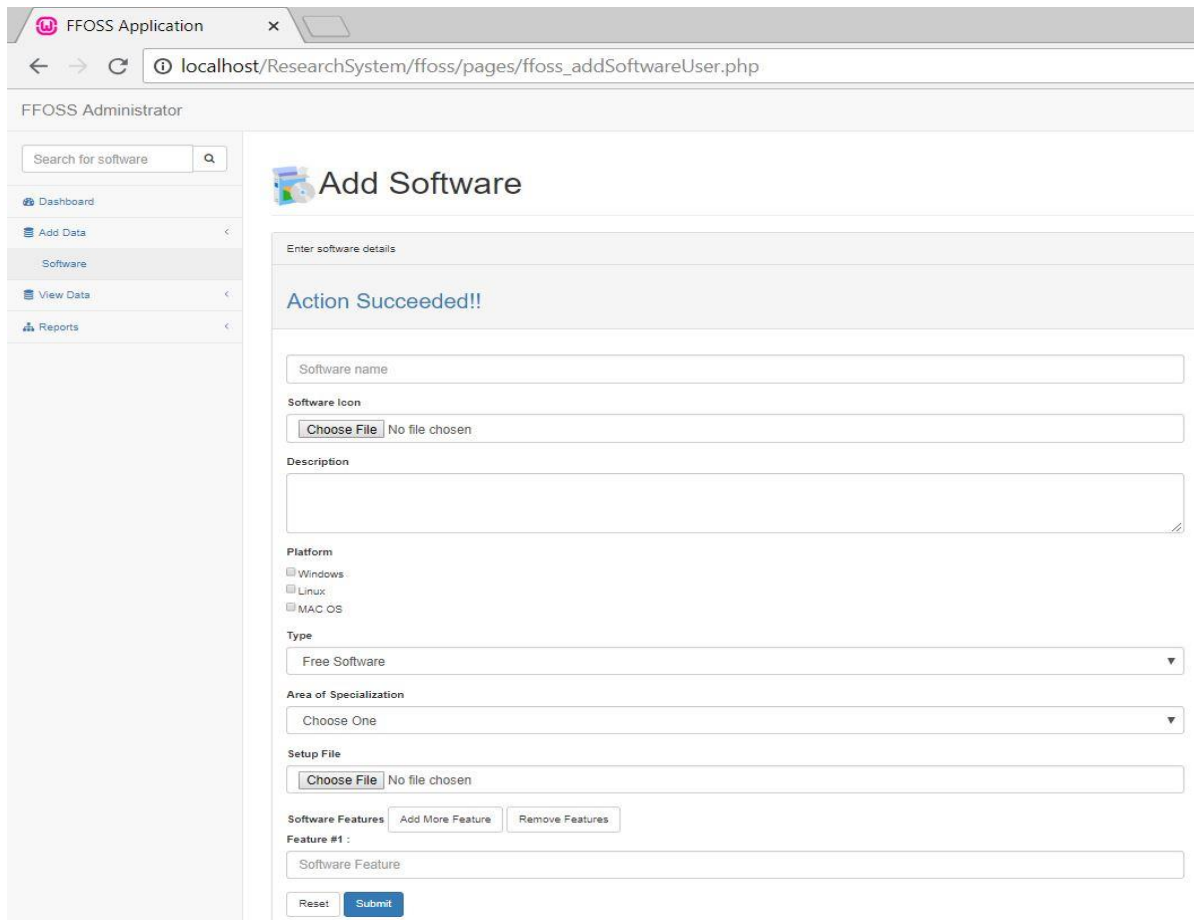 FFOSS Application
localhost/ResearchSystem/ffoss/pages/ffoss_addSoftwareUser.php
FFOSS Administrator
Search for software
Dashboard
Add Data
Software
View Data
Reports
Add Software
Enter software details
Action Succeeded!!
Software name
Software Icon
Choose File No file chosen
Description
Platform
Windows
Linux
MAC OS
Type
Free Software
Area of Specialization
Choose One
Setup File
Choose File No file chosen
Software Features Add More Feature Remove Features
Feature #1 :
Software Feature
Reset Submit